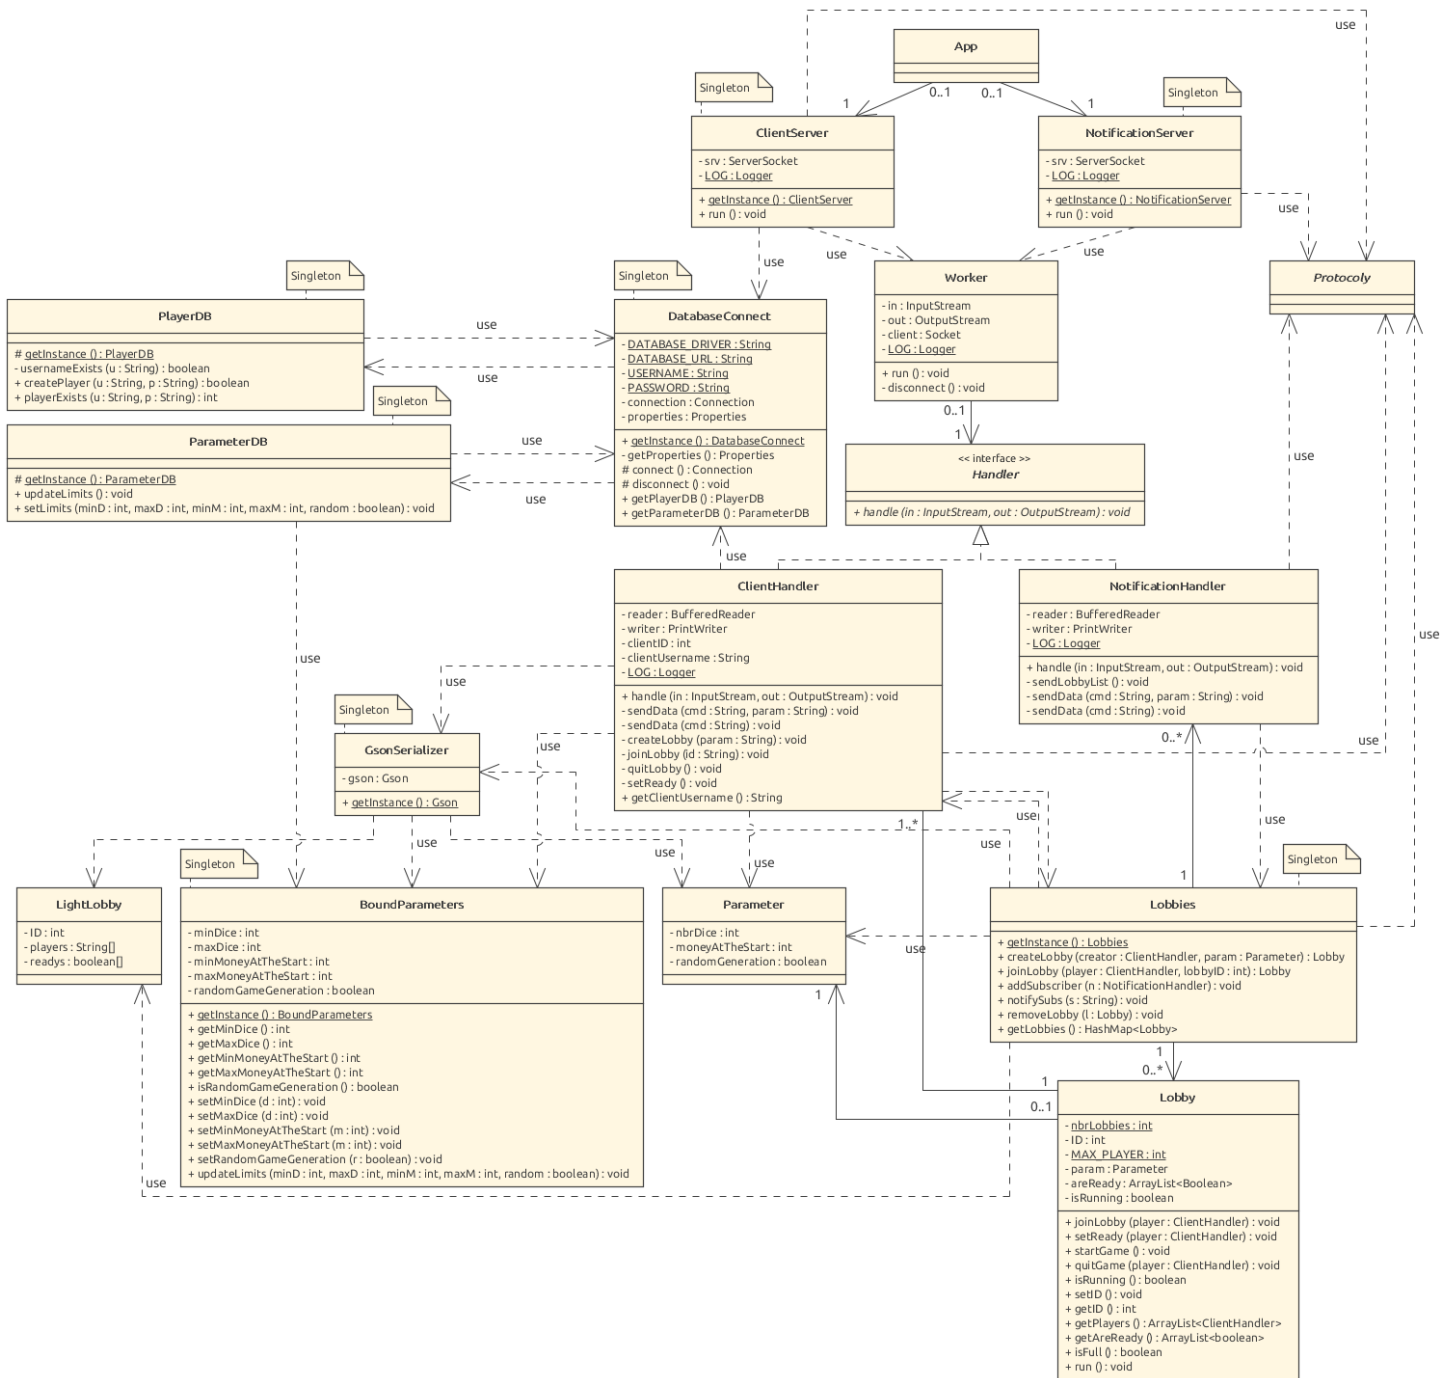 use
App
0..1
0..1
1
1
Singleton
Singleton
ClientServer
- srv : ServerSocket
- LOG : Logger
+ getInstance () : ClientServer
+ run () : void
NotificationServer
- srv : ServerSocket
- LOG : Logger
+ getInstance () : NotificationServer
+ run () : void
use
use
use
use
Singleton
Singleton
PlayerDB
# getInstance () : PlayerDB
- usernameExists (u : String) : boolean
+ createPlayer (u : String, p : String) : boolean
+ playerExists (u : String, p : String) : int
use
use
DatabaseConnect
- DATABASE_DRIVER : String
- DATABASE_URL : String
- USERNAME : String
- PASSWORD : String
- connection : Connection
- properties : Properties
+ getInstance () : DatabaseConnect
- getProperties () : Properties
# connect () : Connection
# disconnect () : void
+ getPlayerDB () : PlayerDB
+ getParameterDB () : ParameterDB
Worker
- in : InputStream
- out : OutputStream
- client : Socket
- LOG : Logger
+ run () : void
- disconnect () : void
Protocoly
Singleton
ParameterDB
# getInstance () : ParameterDB
+ updateLimits () : void
+ setLimits (minD : int, maxD : int, minM : int, maxM : int, random : boolean) : void
use
use
0..1
1
<< interface >>
Handler
+ handle (in : InputStream, out : OutputStream) : void
use
use
ClientHandler
- reader : BufferedReader
- writer : PrintWriter
- clientID : int
- clientUsername : String
- LOG : Logger
+ handle (in : InputStream, out : OutputStream) : void
- sendData (cmd : String, param : String) : void
- sendData (cmd : String) : void
- createLobby (param : String) : void
- joinLobby (id : String) : void
- quitLobby () : void
- setReady () : void
+ getClientUsername () : String
NotificationHandler
- reader : BufferedReader
- writer : PrintWriter
- LOG : Logger
+ handle (in : InputStream, out : OutputStream) : void
- sendLobbyList () : void
- sendData (cmd : String, param : String) : void
- sendData (cmd : String) : void
use
use
use
Singleton
GsonSerializer
- gson : Gson
+ getInstance () : Gson
use
0..*
use
1..*
use
use
use
use
use
use
1
Singleton
Singleton
LightLobby
- ID : int
- players : String[]
- readys : boolean[]
BoundParameters
- minDice : int
- maxDice : int
- minMoneyAtTheStart : int
- maxMoneyAtTheStart : int
- randomGameGeneration : boolean
+ getInstance () : BoundParameters
+ getMinDice () : int
+ getMaxDice () : int
+ getMinMoneyAtTheStart () : int
+ getMaxMoneyAtTheStart () : int
+ isRandomGameGeneration () : boolean
+ setMinDice (d : int) : void
+ setMaxDice (d : int) : void
+ setMinMoneyAtTheStart (m : int) : void
+ setMaxMoneyAtTheStart (m : int) : void
+ setRandomGameGeneration (r : boolean) : void
+ updateLimits (minD : int, maxD : int, minM : int, maxM : int, random : boolean) : void
Parameter
- nbrDice : int
- moneyAtTheStart : int
- randomGeneration : boolean
use
1
Lobbies
+ getInstance () : Lobbies
+ createLobby (creator : ClientHandler, param : Parameter) : Lobby
+ joinLobby (player : ClientHandler, lobbyID : int) : Lobby
+ addSubscriber (n : NotificationHandler) : void
+ notifySubs (s : String) : void
+ removeLobby (l : Lobby) : void
+ getLobbies () : HashMap<Lobby>
1
0..*
1
0..1
use
Lobby
- nbrLobbies : int
- ID : int
- MAX_PLAYER : int
- param : Parameter
- areReady : ArrayList<Boolean>
- isRunning : boolean
+ joinLobby (player : ClientHandler) : void
+ setReady (player : ClientHandler) : void
+ startGame () : void
+ quitGame (player : ClientHandler) : void
+ isRunning () : boolean
+ setID () : void
+ getID () : int
+ getPlayers () : ArrayList<ClientHandler>
+ getAreReady () : ArrayList<boolean>
+ isFull () : boolean
+ run () : void